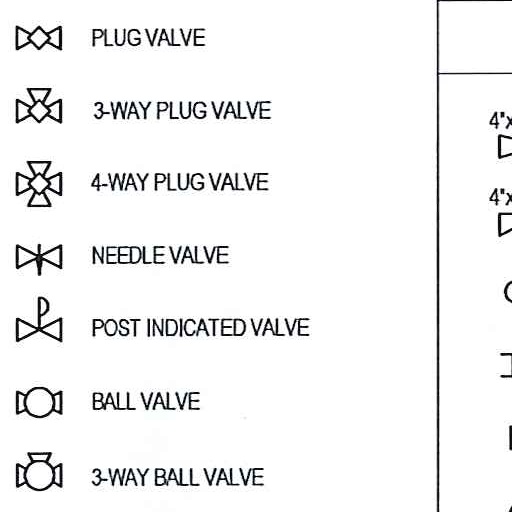 PLUG VALVE
3-WAY PLUG VALVE
4-WAY PLUG VALVE
NEEDLE VALVE
POST INDICATED VALVE
BALL VALVE
3-WAY BALL VALVE
4"x
4"x